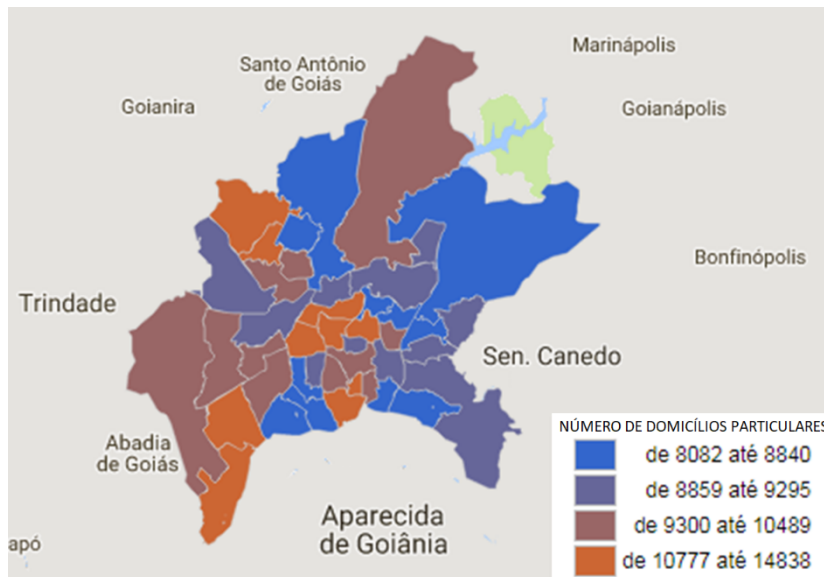 Marinápolis
Santo Antônio
de Goiás
Goianira
Goianápolis
Bonfinópolis
Trindade
Sen. Canedo
Abadia
de Goiás
Aparecida
de Goiânia
apó
NÚMERO DE DOMICÍLIOS PARTICULARES
de 8082 até 8840
de 8859 até 9295
de 9300 até 10489
de 10777 até 14838